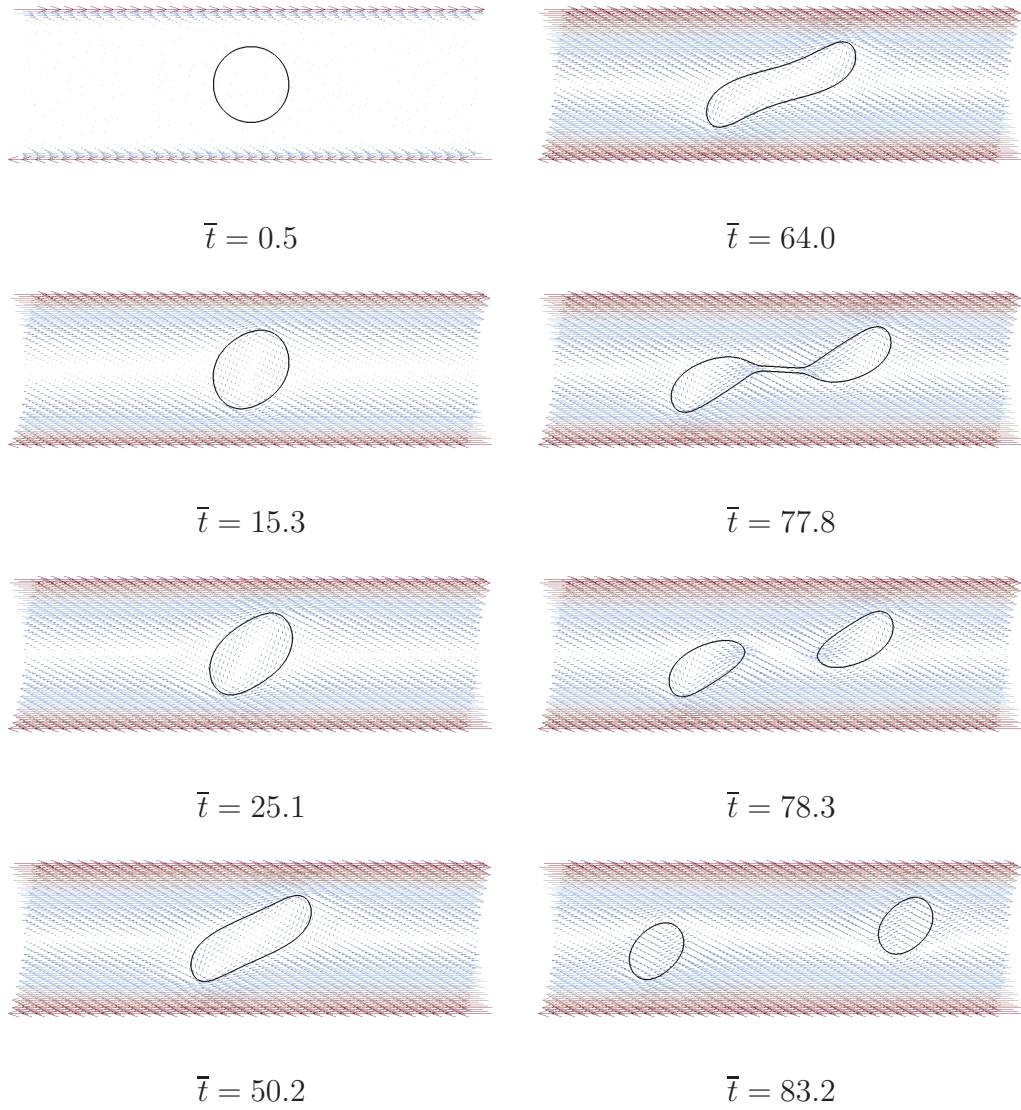 t̅ = 0.5
t̅ = 64.0
t̅ = 15.3
t̅ = 77.8
t̅ = 25.1
t̅ = 78.3
t̅ = 50.2
t̅ = 83.2